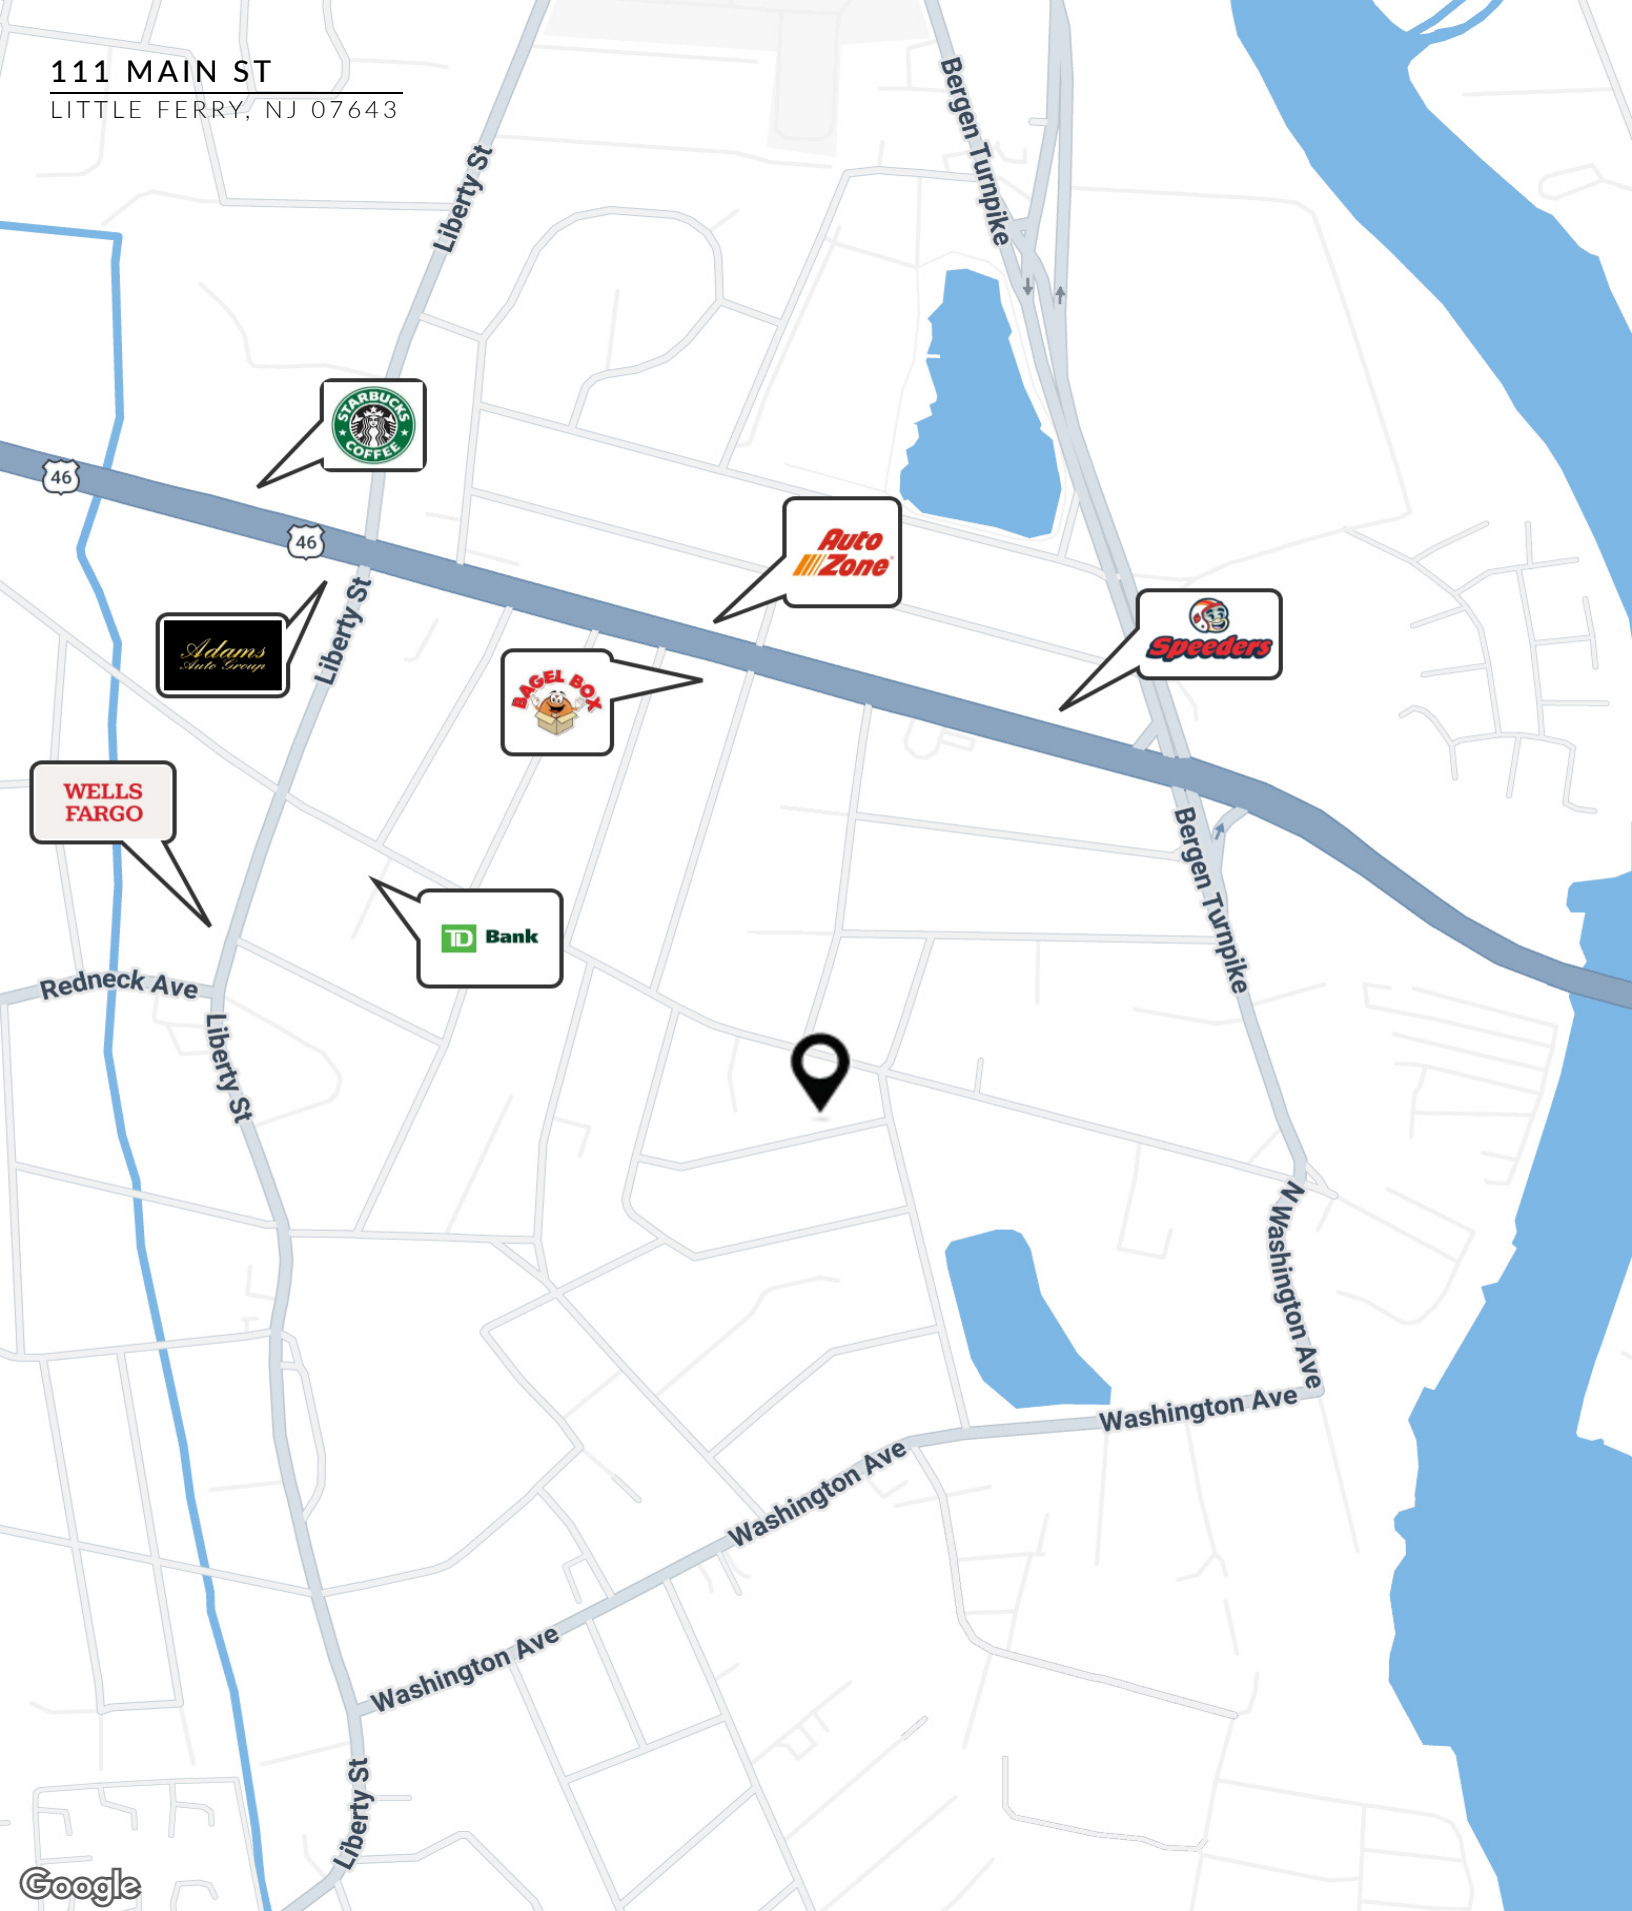 111 MAIN ST
LITTLE FERRY, NJ 07643
Bergen Turnpike
Liberty St
STARBUCKS
COFFEE
46
46
Auto
Zone
Liberty St
Adams
Auto Group
Speeders
BAGEL BOX
WELLS
FARGO
Bergen Turnpike
TD Bank
Redneck Ave
Liberty St
N Washington Ave
Washington Ave
Washington Ave
Washington Ave
Liberty St
Google